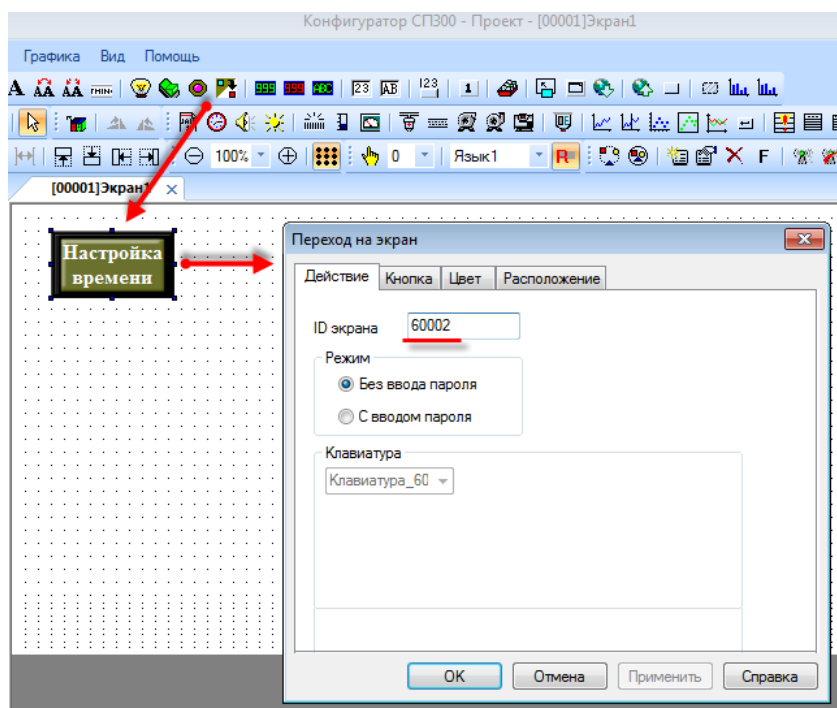 Конфигуратор СП300 - Проект - [00001]Экран1
Графика Вид Помощь
100% 0 Язык1 R F
[00001]Экран1
Настройка
времени
Переход на экран
Действие Кнопка Цвет Расположение
ID экрана 60002
Режим
Без ввода пароля
С вводом пароля
Клавиатура
Клавиатура_60
OK Отмена Применить Справка